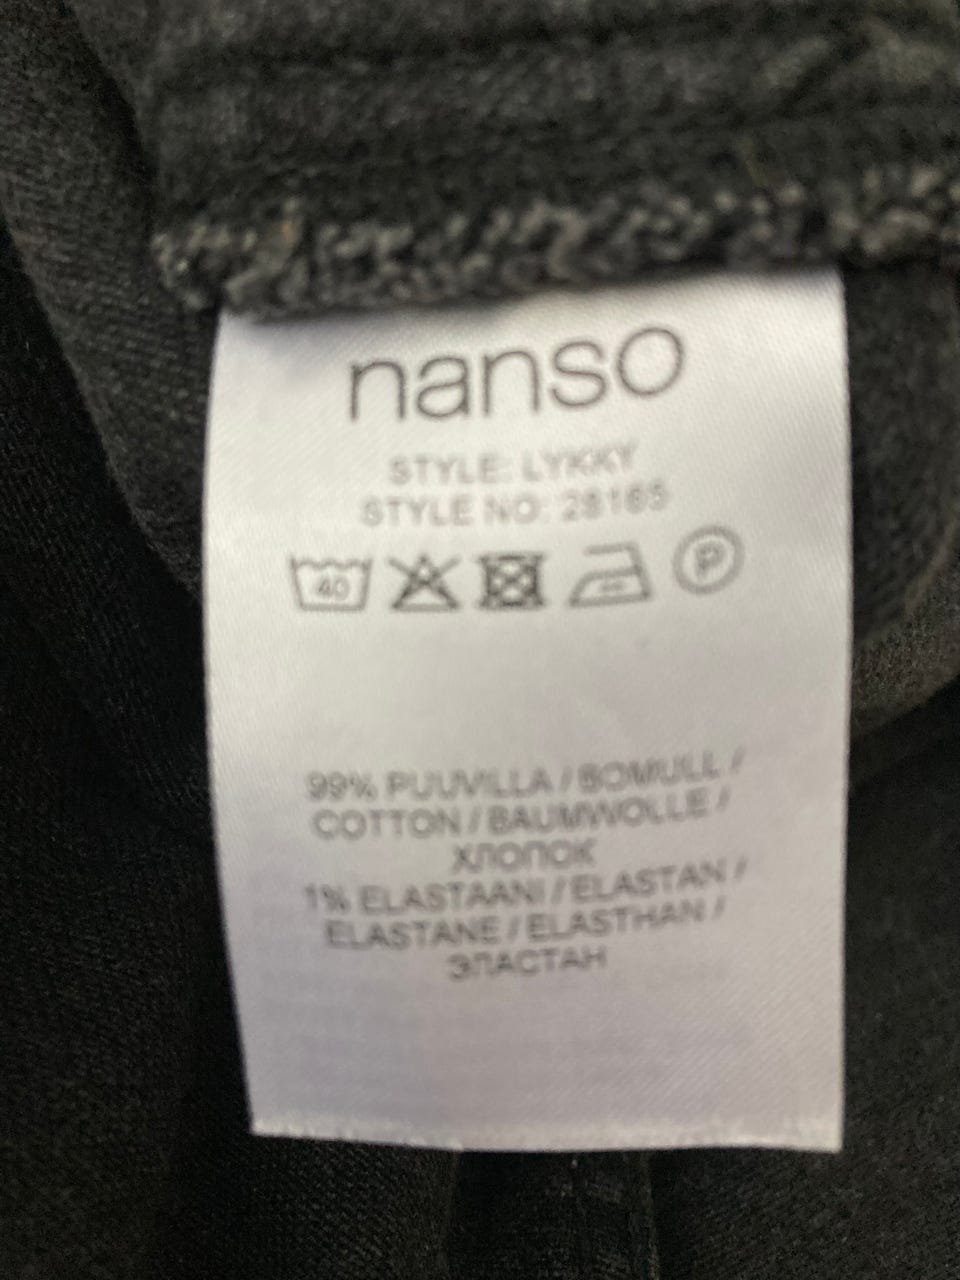 nanso
STYLE: LYKKY
STYLE NO: 28165
40
P
99% PUUVILLA / BOMULL /
COTTON / BAUMWOLLE /
ХЛОПОК
1% ELASTAANI / ELASTAN /
ELASTANE / ELASTHAN /
ЭЛАСТАН